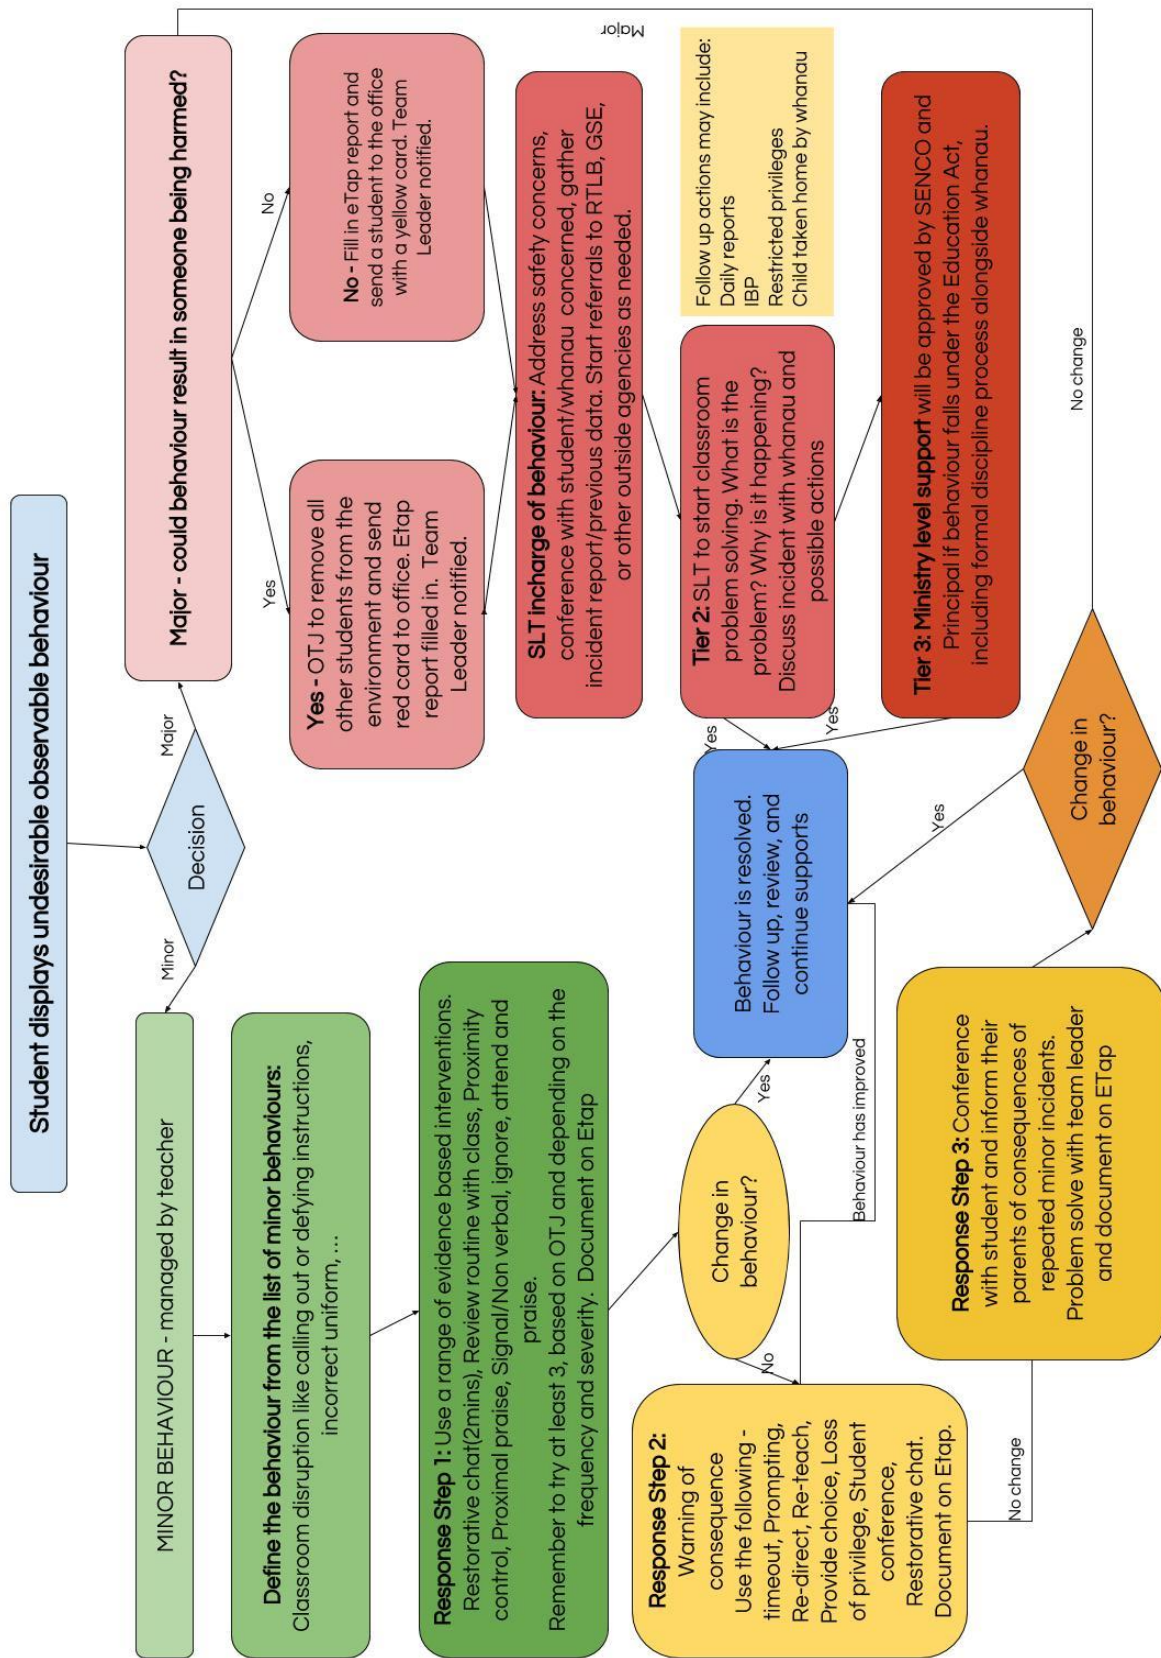 Student displays undesirable observable behaviour
Decision
Minor
Major
MINOR BEHAVIOUR - managed by teacher
Define the behaviour from the list of minor behaviours:
Classroom disruption like calling out or defying instructions,
incorrect uniform, ...
Response Step 1: Use a range of evidence based interventions.
Restorative chat(2mins), Review routine with class, Proximity
control, Proximal praise, Signal/Non verbal, ignore, attend and
praise.
Remember to try at least 3, based on OTJ and depending on the
frequency and severity. Document on Etap
Change in
behaviour?
No
Yes
Response Step 2:
Warning of
consequence
Use the following -
timeout, Prompting,
Re-direct, Re-teach,
Provide choice, Loss
of privilege, Student
conference,
Restorative chat.
Document on Etap.
Behaviour has improved
No change
Response Step 3: Conference
with student and inform their
parents of consequences of
repeated minor incidents.
Problem solve with team leader
and document on ETap
Change in
behaviour?
Yes
No change
Major
Behaviour is resolved.
Follow up, review, and
continue supports
Major - could behaviour result in someone being harmed?
Yes
No
Yes - OTJ to remove all
other students from the
environment and send
red card to office. Etap
report filled in. Team
Leader notified.
No - Fill in eTap report and
send a student to the office
with a yellow card. Team
Leader notified.
SLT incharge of behaviour: Address safety concerns,
conference with student/whanau concerned, gather
incident report/previous data. Start referrals to RTLB, GSE,
or other outside agencies as needed.
Tier 2: SLT to start classroom
problem solving. What is the
problem? Why is it happening?
Discuss incident with whanau and
possible actions
Yes
Follow up actions may include:
Daily reports
IBP
Restricted privileges
Child taken home by whanau
Tier 3: Ministry level support will be approved by SENCO and
Principal if behaviour falls under the Education Act,
including formal discipline process alongside whanau.
Yes